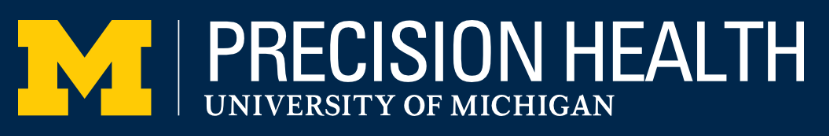 M
PRECISION HEALTH
UNIVERSITY OF MICHIGAN